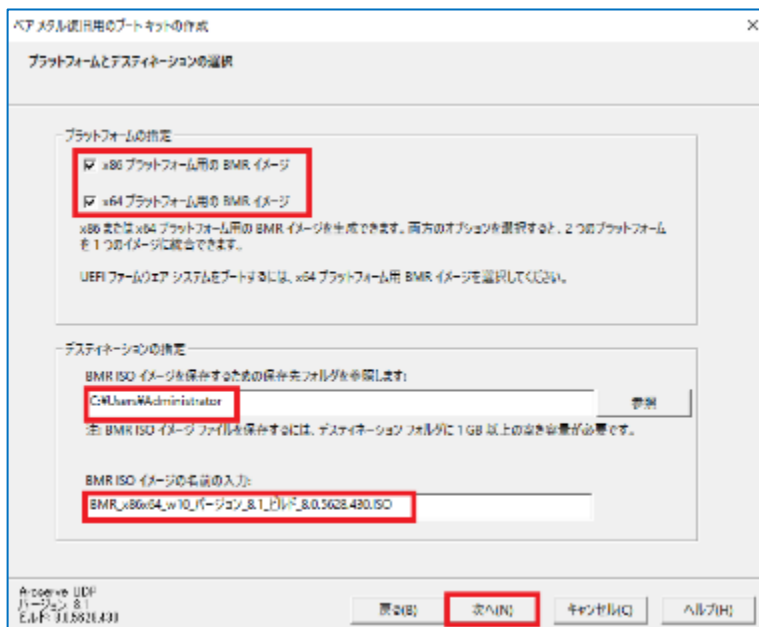 ベア メタル復旧用のブート キットの作成
プラットフォームとデスティネーションの選択
プラットフォームの指定
x86 プラットフォーム用の BMR イメージ
x64 プラットフォーム用の BMR イメージ
x86 または x64 プラットフォーム用の BMR イメージを生成できます。両方のオプションを選択すると、2 つのプラットフォーム
を 1 つのイメージに統合できます。
UEFI ファームウェア システムをブートするには、x64 プラットフォーム用 BMR イメージを選択してください。
デスティネーションの指定
BMR ISO イメージを保存するための保存先フォルダを参照します:
C:¥Users¥Administrator
参照
注: BMR ISO イメージ ファイルを保存するには、デスティネーション フォルダに 1 GB 以上の空き容量が必要です。
BMR ISO イメージの名前の入力:
BMR_x86x64_w10_バージョン_8.1_ビルド_8.0.5628.430.ISO
Arcserve UDP
バージョン 8.1
ビルド: 8.0.5628.430
戻る(B)
次へ(N)
キャンセル(C)
ヘルプ(H)